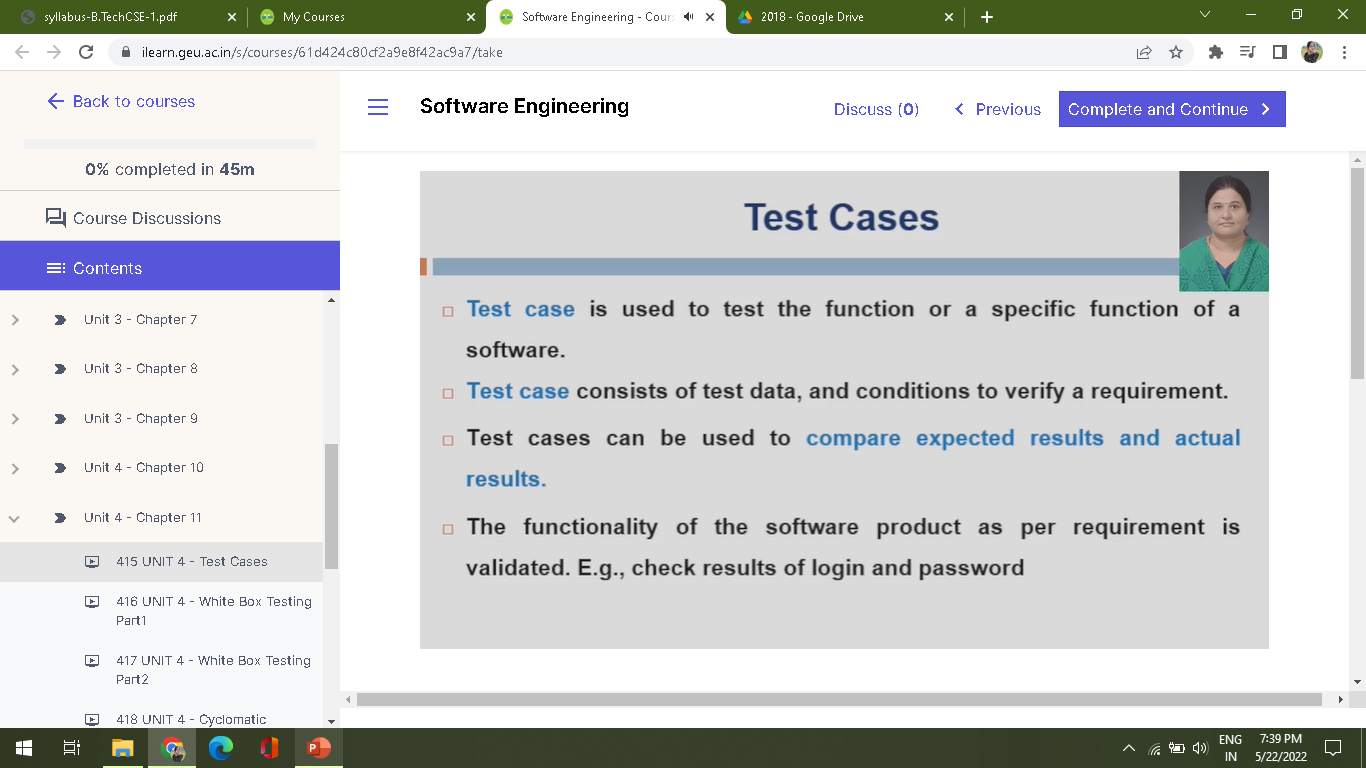 syllabus-B.TechCSE-1.pdf
My Courses
Software Engineering - Cour
2018 - Google Drive
ilearn.geu.ac.in/s/courses/61d424c80cf2a9e8f42ac9a7/take
Back to courses
0% completed in 45m
Course Discussions
Contents
Unit 3 - Chapter 7
Unit 3 - Chapter 8
Unit 3 - Chapter 9
Unit 4 - Chapter 10
Unit 4 - Chapter 11
415 UNIT 4 - Test Cases
416 UNIT 4 - White Box Testing
Part1
417 UNIT 4 - White Box Testing
Part2
418 UNIT 4 - Cyclomatic
Software Engineering
Discuss (0)
Previous
Complete and Continue
Test Cases
Test case is used to test the function or a specific function of a
software.
Test case consists of test data, and conditions to verify a requirement.
Test cases can be used to compare expected results and actual
results.
The functionality of the software product as per requirement is
validated. E.g., check results of login and password
ENG
IN
7:39 PM
5/22/2022